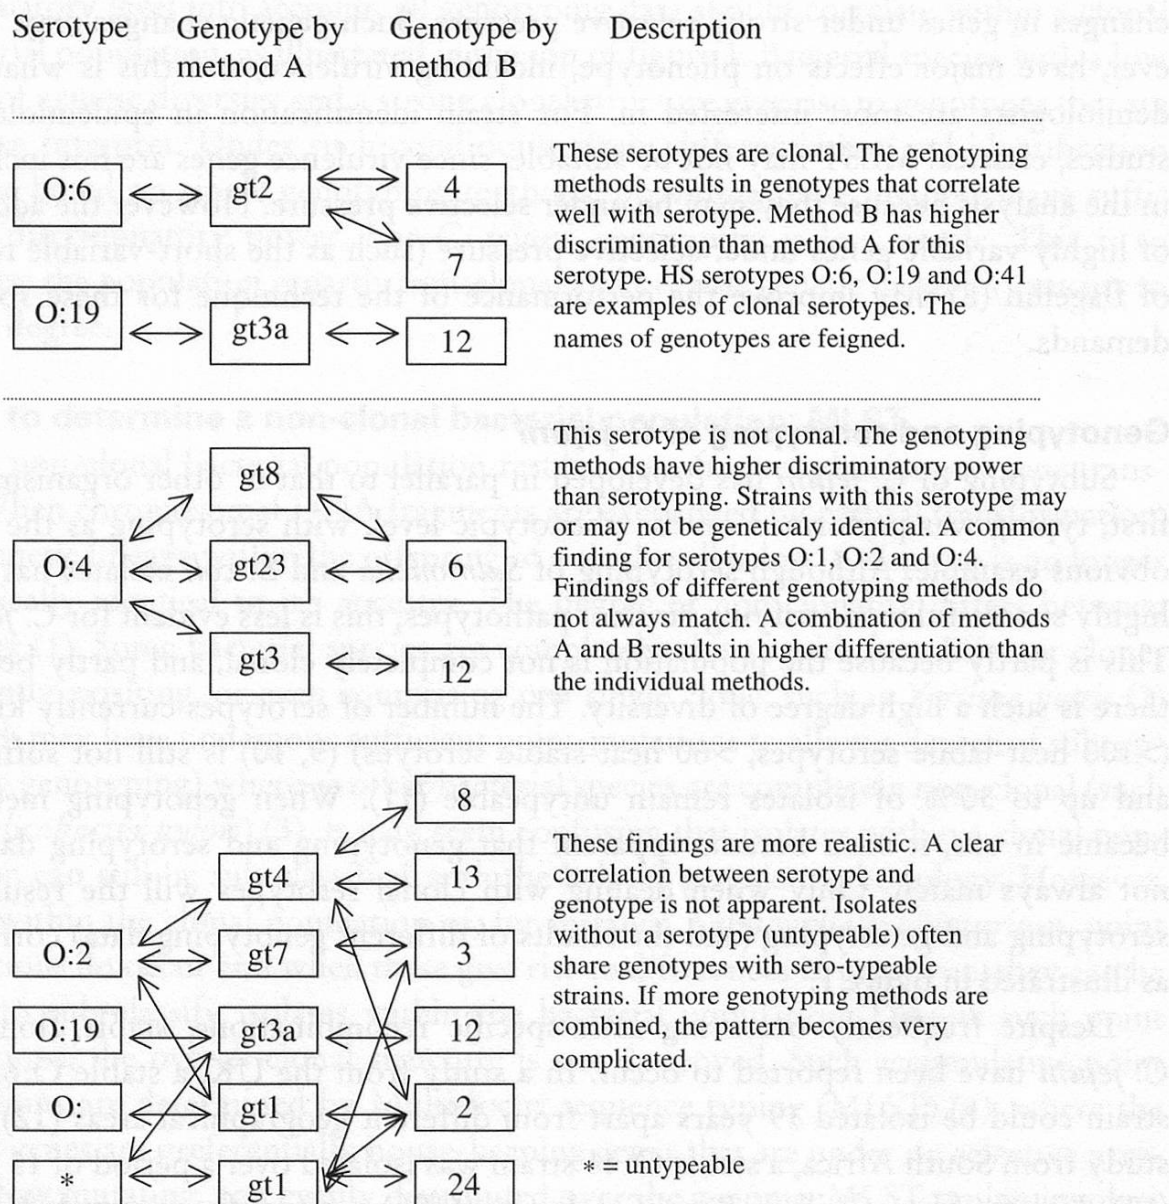 Serotype Genotype by Genotype by Description
method A method B
O:6 gt2 4
7
O:19 gt3a 12
These serotypes are clonal. The genotyping
methods results in genotypes that correlate
well with serotype. Method B has higher
discrimination than method A for this
serotype. HS serotypes O:6, O:19 and O:41
are examples of clonal serotypes. The
names of genotypes are feigned.
gt8
O:4 gt23 6
gt3 12
This serotype is not clonal. The genotyping
methods have higher discriminatory power
than serotyping. Strains with this serotype may
or may not be geneticaly identical. A common
finding for serotypes O:1, O:2 and O:4.
Findings of different genotyping methods do
not always match. A combination of methods
A and B results in higher differentiation than
the individual methods.
8
gt4 13
O:2 gt7 3
O:19 gt3a 12
O: gt1 2
* gt1 24
These findings are more realistic. A clear
correlation between serotype and
genotype is not apparent. Isolates
without a serotype (untypeable) often
share genotypes with serp-typeable
strains. If more genotyping methods are
combined, the pattern becomes very
complicated.
* = untypeable